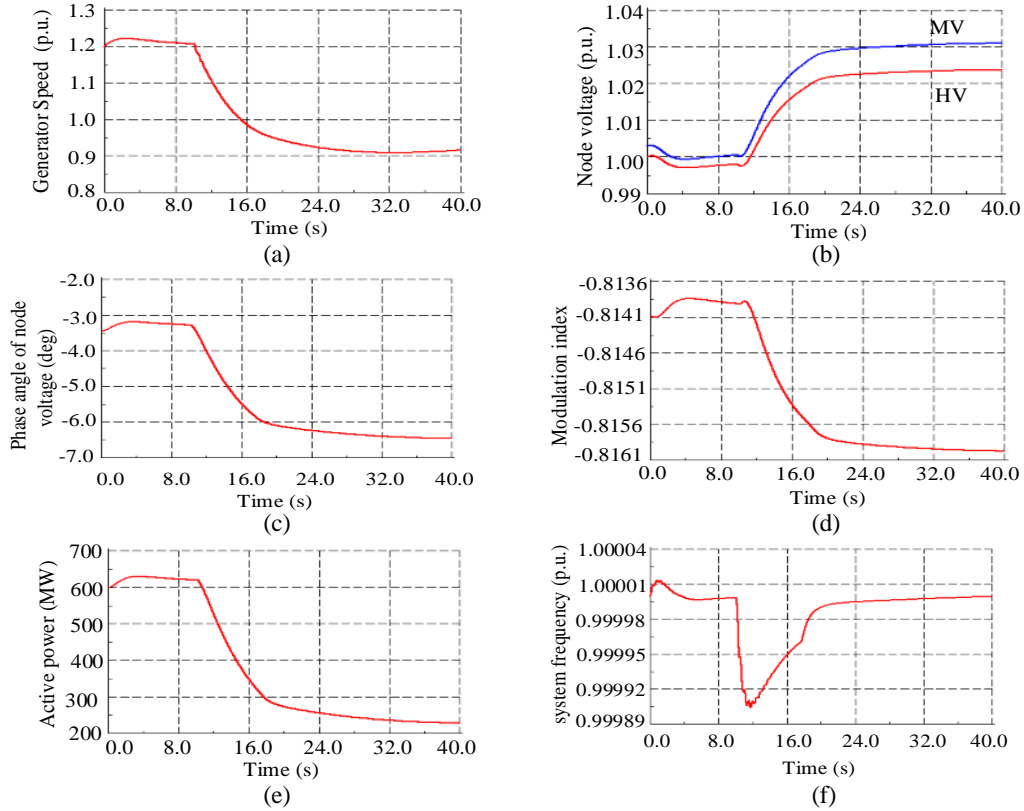 Generator Speed (p.u.)
1.3
1.2
1.1
1.0
0.9
0.8
0.0 8.0 16.0 24.0 32.0 40.0
Time (s)
(a)
Node voltage (p.u.)
1.04
1.03
1.02
1.01
1.00
0.99
MV
HV
0.0 8.0 16.0 24.0 32.0 40.0
Time (s)
(b)
Phase angle of node
voltage (deg)
-2.0
-3.0
-4.0
-5.0
-6.0
-7.0
0.0 8.0 16.0 24.0 32.0 40.0
Time (s)
(c)
Modulation index
-0.8136
-0.8141
-0.8146
-0.8151
-0.8156
-0.8161
0.0 8.0 16.0 24.0 32.0 40.0
Time (s)
(d)
Active power (MW)
700
600
500
400
300
200
0.0 8.0 16.0 24.0 32.0 40.0
Time (s)
(e)
system frequency (p.u.)
1.00004
1.00001
0.99998
0.99995
0.99992
0.99989
0.0 8.0 16.0 24.0 32.0 40.0
Time (s)
(f)